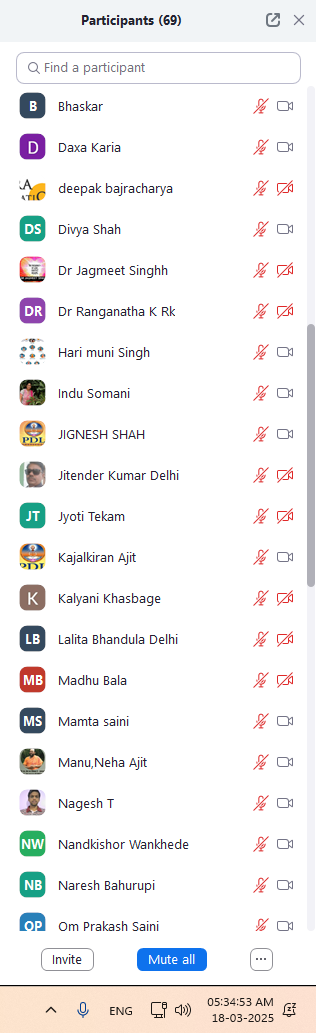 Participants (69)
Find a participant
B Bhaskar
D Daxa Karia
deepak bajracharya
DS Divya Shah
Dr Jagmeet Singhh
DR Dr Ranganatha K Rk
Hari muni Singh
Indu Somani
PDL JIGNESH SHAH
Jitender Kumar Delhi
JT Jyoti Tekam
PDL Kajalkiran Ajit
K Kalyani Khasbage
LB Lalita Bhandula Delhi
MB Madhu Bala
MS Mamta saini
Manu,Neha Ajit
Nagesh T
NW Nandkishor Wankhede
NB Naresh Bahurupi
OP Om Prakash Saini
Invite Mute all ...
ENG 05:34:53 AM
18-03-2025